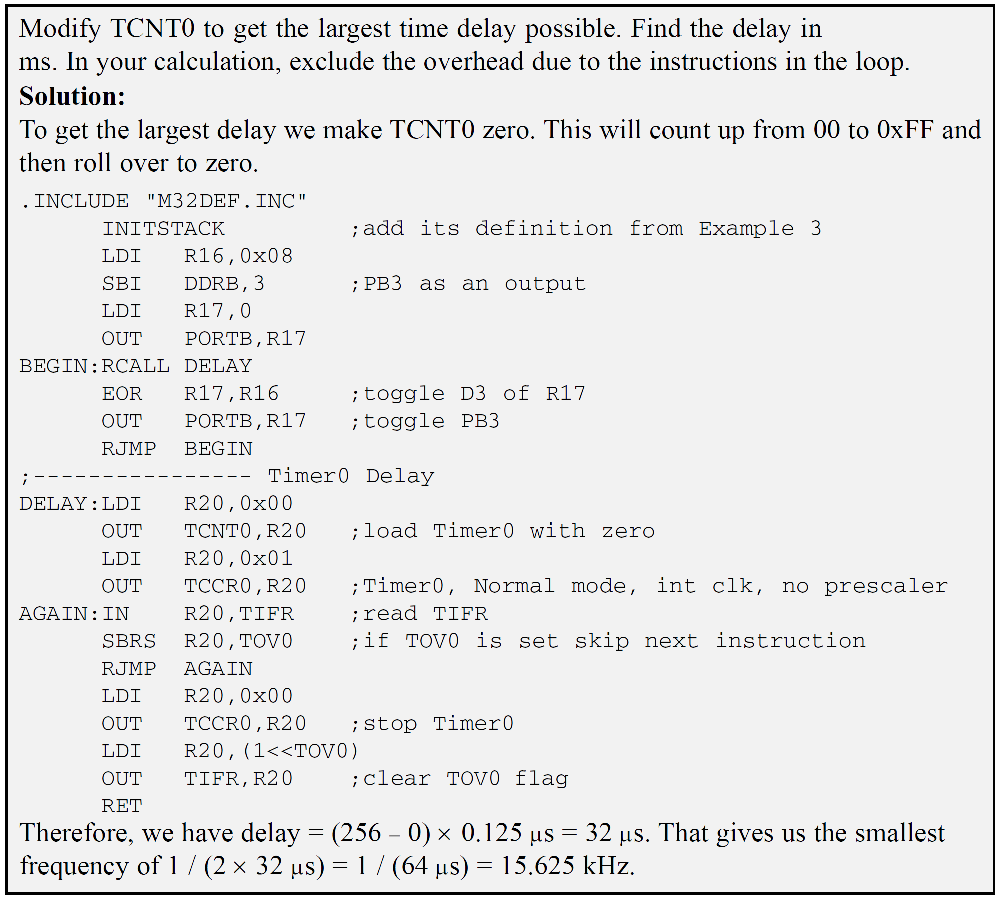 Modify TCNT0 to get the largest time delay possible. Find the delay in
ms. In your calculation, exclude the overhead due to the instructions in the loop.
Solution:
To get the largest delay we make TCNT0 zero. This will count up from 00 to 0xFF and
then roll over to zero.
.INCLUDE "M32DEF.INC"
      INITSTACK         ;add its definition from Example 3
      LDI   R16,0x08
      SBI   DDRB,3      ;PB3 as an output
      LDI   R17,0
      OUT   PORTB,R17
BEGIN:RCALL DELAY
      EOR   R17,R16     ;toggle D3 of R17
      OUT   PORTB,R17   ;toggle PB3
      RJMP  BEGIN
;---------------- Timer0 Delay
DELAY:LDI   R20,0x00
      OUT   TCNT0,R20   ;load Timer0 with zero
      LDI   R20,0x01
      OUT   TCCR0,R20   ;Timer0, Normal mode, int clk, no prescaler
AGAIN:IN    R20,TIFR    ;read TIFR
      SBRS  R20,TOV0    ;if TOV0 is set skip next instruction
      RJMP  AGAIN
      LDI   R20,0x00
      OUT   TCCR0,R20   ;stop Timer0
      LDI   R20,(1<<TOV0)
      OUT   TIFR,R20    ;clear TOV0 flag
      RET
Therefore, we have delay = (256 – 0) × 0.125 μs = 32 μs. That gives us the smallest
frequency of 1 / (2 × 32 μs) = 1 / (64 μs) = 15.625 kHz.